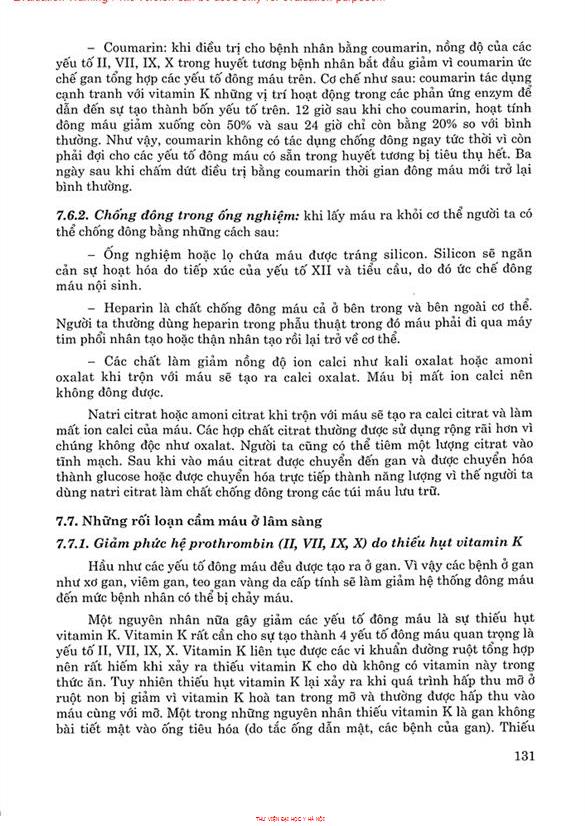 – Coumarin: khi điều trị cho bệnh nhân bằng coumarin, nồng độ của các
yếu tố II, VII, IX, X trong huyết tương bệnh nhân bắt đầu giảm vì coumarin ức
chế gan tổng hợp các yếu tố đông máu trên. Cơ chế như sau: coumarin tác dụng
cạnh tranh với vitamin K những vị trí hoạt động trong các phản ứng enzym để
dẫn đến sự tạo thành bốn yếu tố trên. 12 giờ sau khi cho coumarin, hoạt tính
đông máu giảm xuống còn 50% và sau 24 giờ chỉ còn bằng 20% so với bình
thường. Như vậy, coumarin không có tác dụng chống đông ngay tức thời vì còn
phải đợi cho các yếu tố đông máu có sẵn trong huyết tương bị tiêu thụ hết. Ba
ngày sau khi chấm dứt điều trị bằng coumarin thời gian đông máu mới trở lại
bình thường.
7.6.2. Chống đông trong ống nghiệm: khi lấy máu ra khỏi cơ thể người ta có
thể chống đông bằng những cách sau:
– Ống nghiệm hoặc lọ chứa máu được tráng silicon. Silicon sẽ ngăn
cản sự hoạt hóa do tiếp xúc của yếu tố XII và tiểu cầu, do đó ức chế đông
máu nội sinh.
– Heparin là chất chống đông máu cả ở bên trong và bên ngoài cơ thể.
Người ta thường dùng heparin trong phẫu thuật trong đó máu phải đi qua máy
tim phổi nhân tạo hoặc thận nhân tạo rồi lại trở về cơ thể.
– Các chất làm giảm nồng độ ion calci như kali oxalat hoặc amoni
oxalat khi trộn với máu sẽ tạo ra calci oxalat. Máu bị mất ion calci nên
không đông được.
Natri citrat hoặc amoni citrat khi trộn với máu sẽ tạo ra calci citrat và làm
mất ion calci của máu. Các hợp chất citrat thường được sử dụng rộng rãi hơn vì
chúng không độc như oxalat. Người ta cũng có thể tiêm một lượng citrat vào
tĩnh mạch. Sau khi vào máu citrat được chuyển đến gan và được chuyển hóa
thành glucose hoặc được chuyển hóa trực tiếp thành năng lượng vì thế người ta
dùng natri citrat làm chất chống đông trong các túi máu lưu trữ.
7.7. Những rối loạn cầm máu ở lâm sàng
7.7.1. Giảm phức hệ prothrombin (II, VII, IX, X) do thiếu hụt vitamin K
Hầu như các yếu tố đông máu đều được tạo ra ở gan. Vì vậy các bệnh ở gan
như xơ gan, viêm gan, teo gan vàng da cấp tính sẽ làm giảm hệ thống đông máu
đến mức bệnh nhân có thể bị chảy máu.
Một nguyên nhân nữa gây giảm các yếu tố đông máu là sự thiếu hụt
vitamin K. Vitamin K rất cần cho sự tạo thành 4 yếu tố đông máu quan trọng là
yếu tố II, VII, IX, X. Vitamin K liên tục được các vi khuẩn đường ruột tổng hợp
nên rất hiếm khi xảy ra thiếu vitamin K cho dù không có vitamin này trong
thức ăn. Tuy nhiên thiếu hụt vitamin K lại xảy ra khi quá trình hấp thu mỡ ở
ruột non bị giảm vì vitamin K hoà tan trong mỡ và thường được hấp thu vào
máu cùng với mỡ. Một trong những nguyên nhân thiếu vitamin K là gan không
bài tiết mật vào ống tiêu hóa (do tắc ống dẫn mật, các bệnh của gan). Thiếu
131
THƯ VIỆN ĐẠI HỌC Y HÀ NỘI